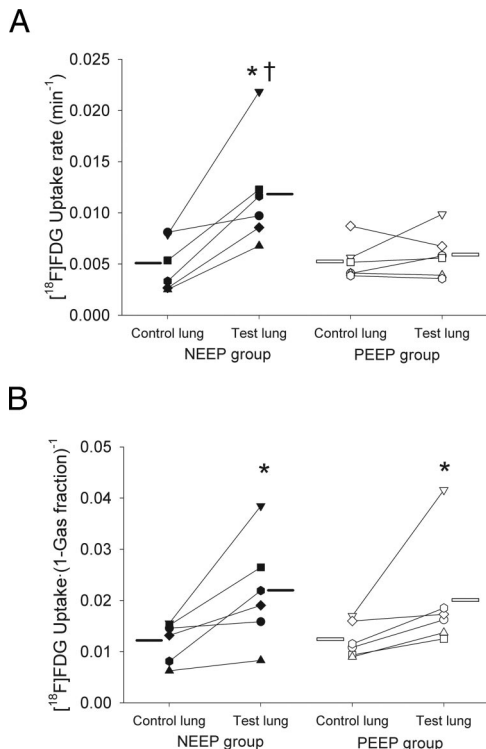 A
[¹⁸F]FDG Uptake rate (min⁻¹)
0.025
0.020
0.015
0.010
0.005
0.000
* †
Control lung Test lung Control lung Test lung
NEEP group PEEP group
B
[¹⁸F]FDG Uptake·(1-Gas fraction)⁻¹
0.05
0.04
0.03
0.02
0.01
0.00
* *
Control lung Test lung Control lung Test lung
NEEP group PEEP group